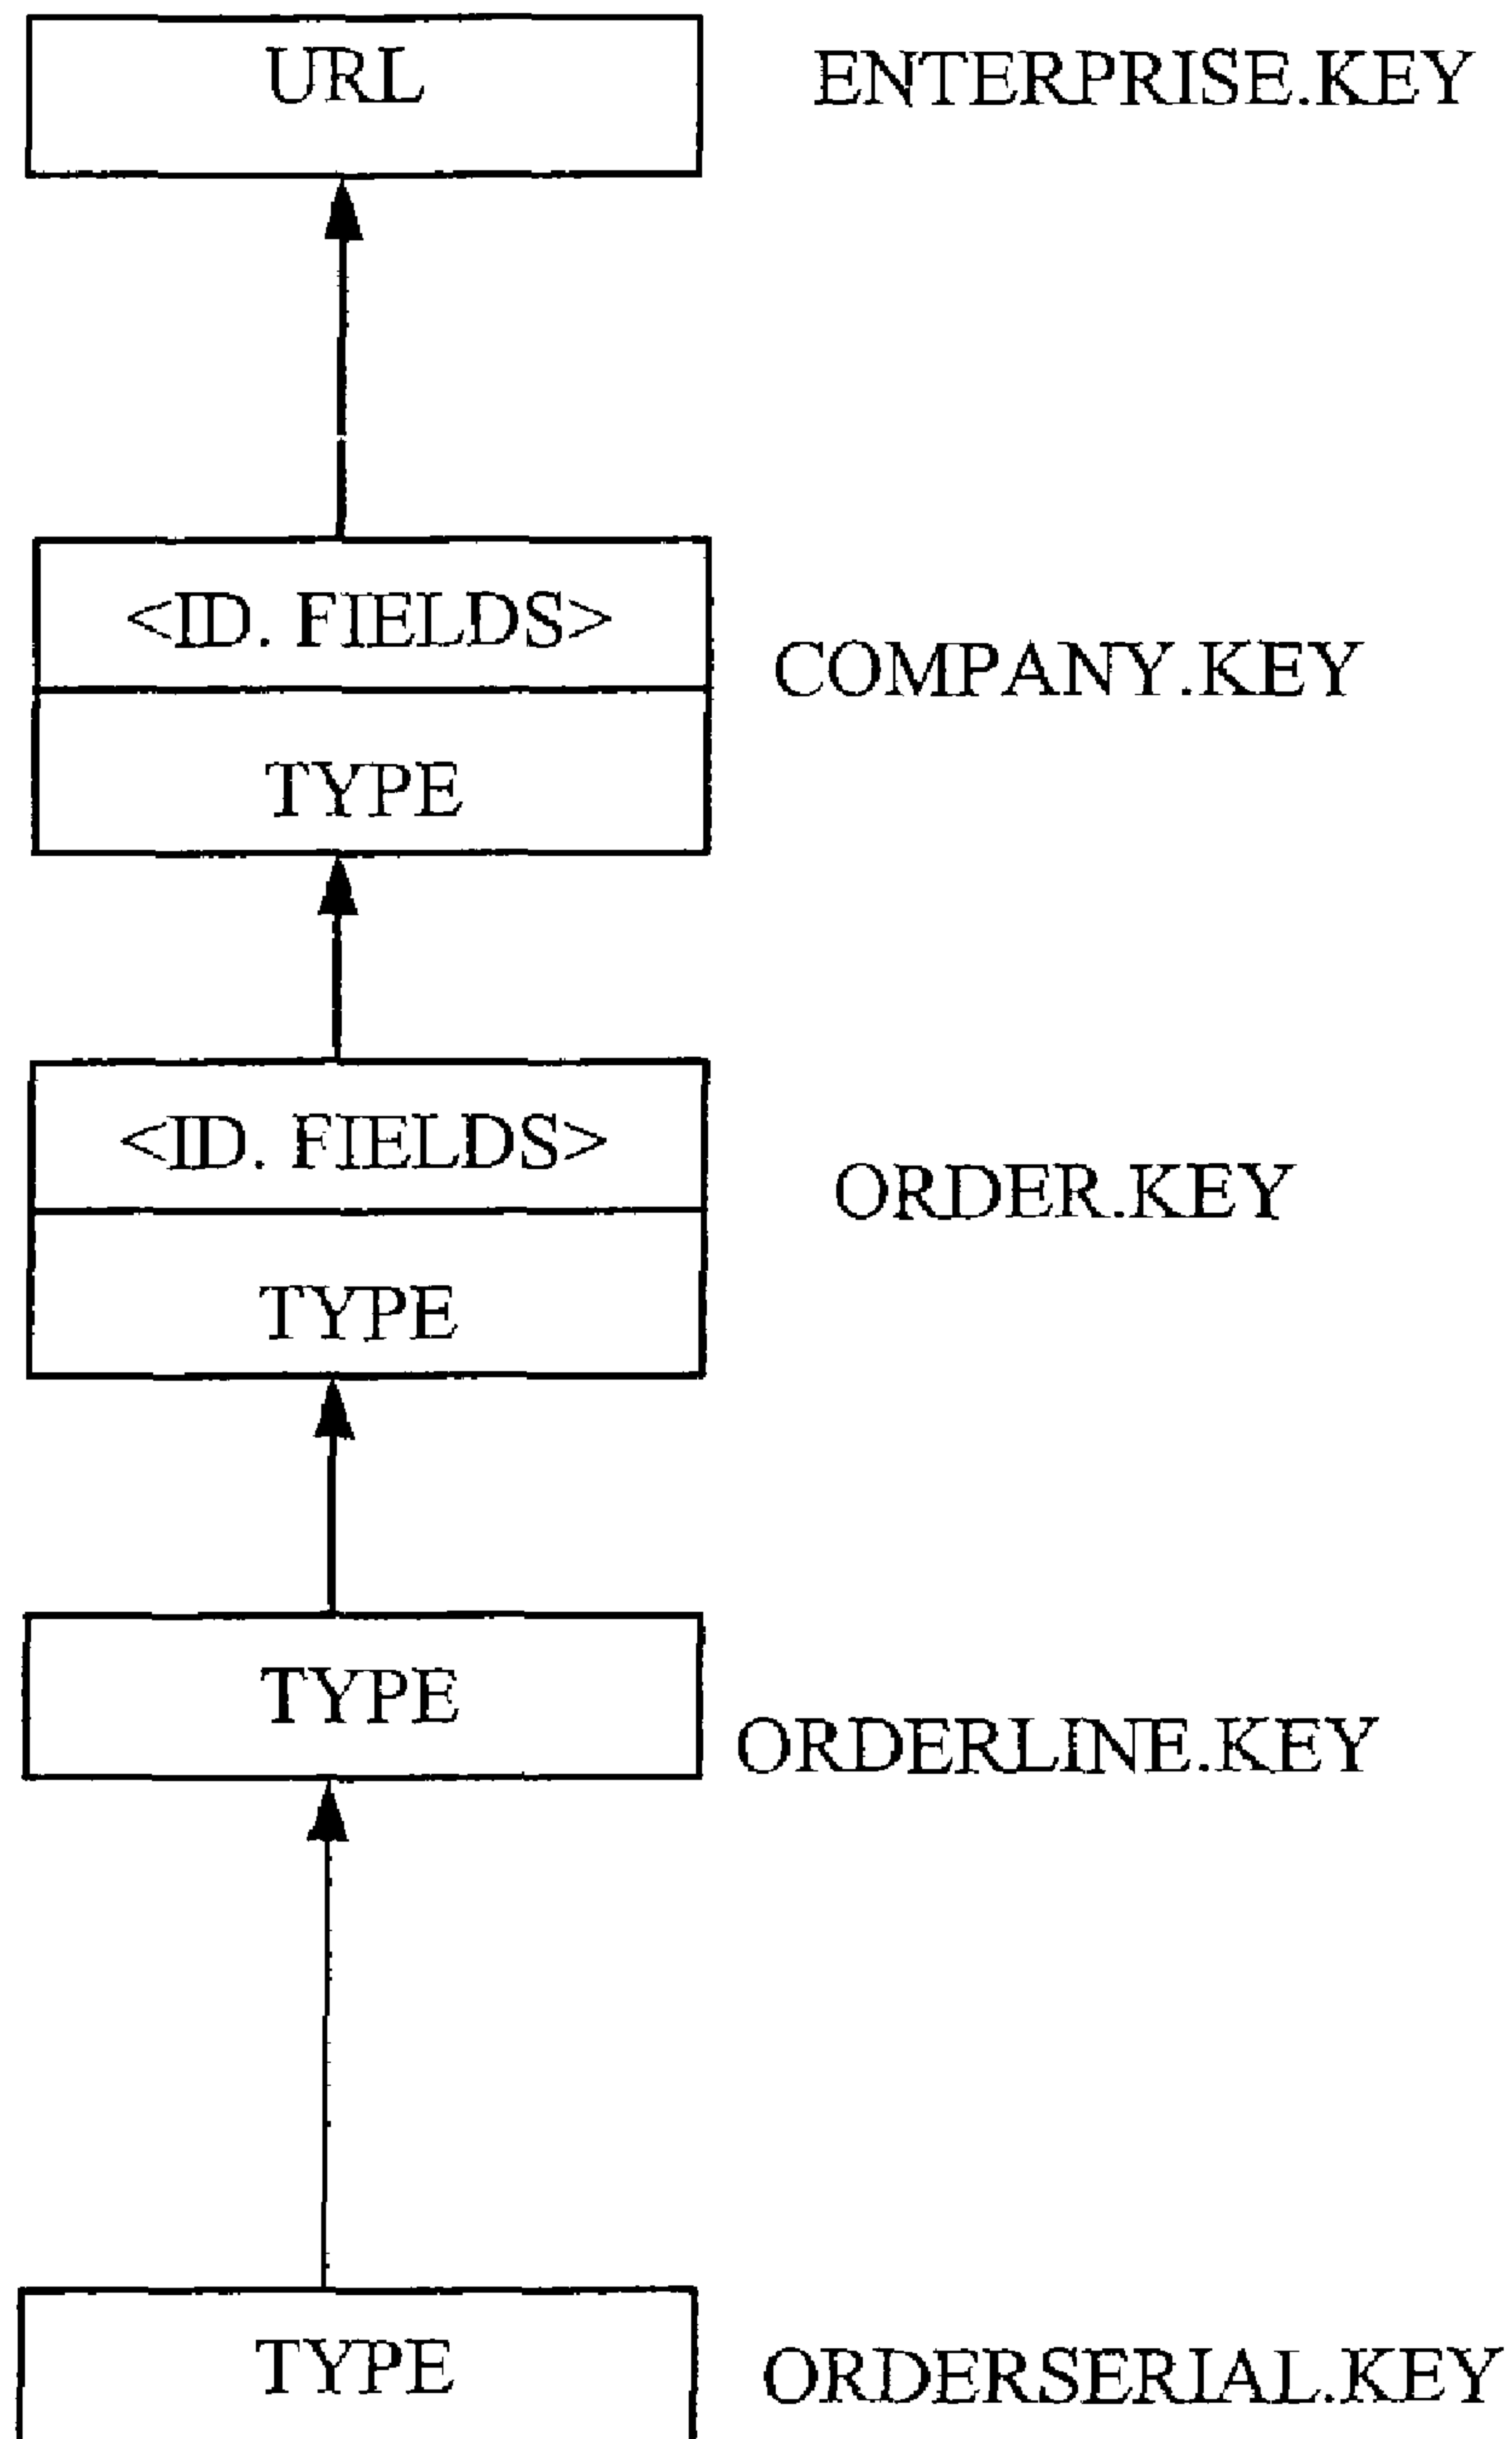 URL
ENTERPRISE.KEY
<ID. FIELDS>
COMPANY.KEY
TYPE
<ID. FIELDS>
ORDER.KEY
TYPE
TYPE
ORDERLINE.KEY
TYPE
ORDERSERIAL.KEY